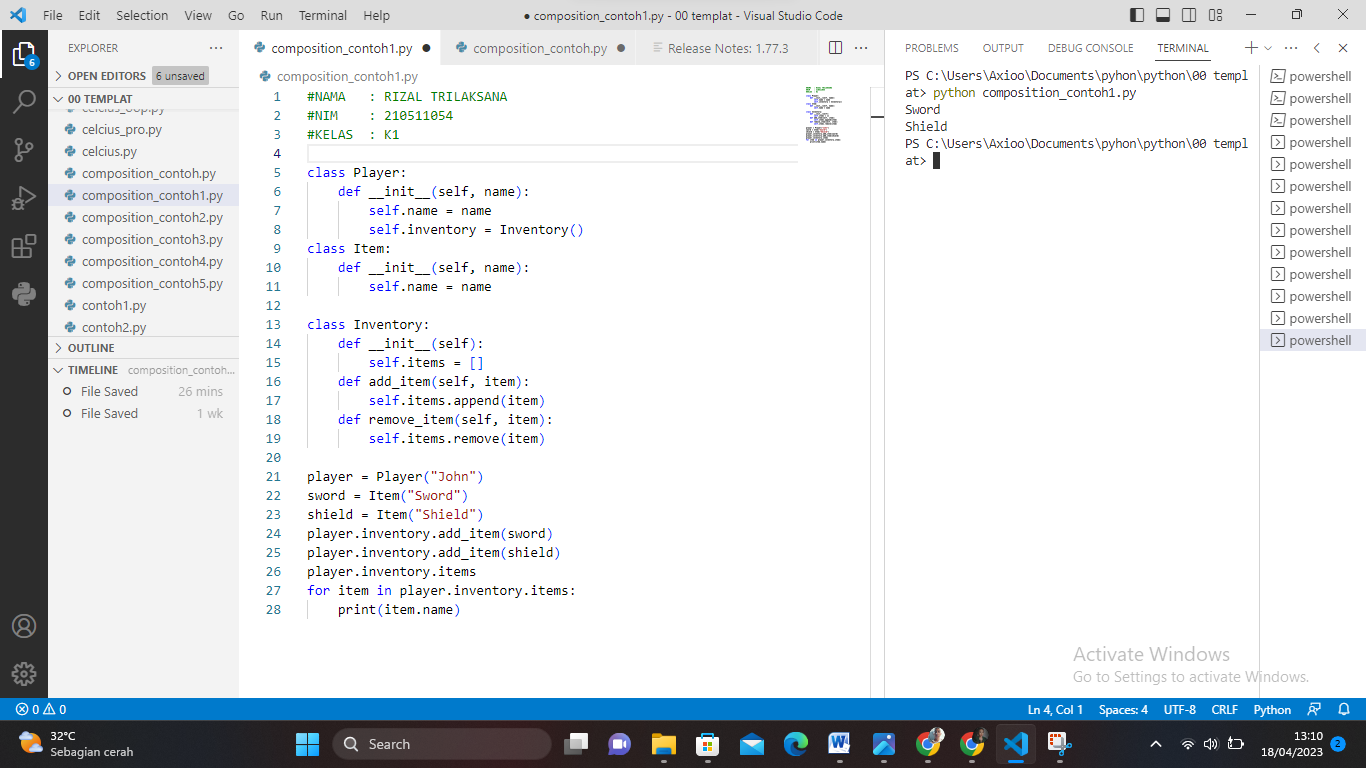 File Edit Selection View Go Run Terminal Help
● composition_contoh1.py - 00 templat - Visual Studio Code
EXPLORER
OPEN EDITORS 6 unsaved
00 TEMPLAT
celcius_pro.py
celcius.py
composition_contoh.py
composition_contoh1.py
composition_contoh2.py
composition_contoh3.py
composition_contoh4.py
composition_contoh5.py
contoh1.py
contoh2.py
OUTLINE
TIMELINE composition_contoh...
File Saved 26 mins
File Saved 1 wk
6
composition_contoh1.py ● composition_contoh.py ● Release Notes: 1.77.3
composition_contoh1.py
1 #NAMA   : RIZAL TRILAKSANA
2 #NIM    : 210511054
3 #KELAS  : K1
4
5 class Player:
6     def __init__(self, name):
7         self.name = name
8         self.inventory = Inventory()
9 class Item:
10     def __init__(self, name):
11         self.name = name
12
13 class Inventory:
14     def __init__(self):
15         self.items = []
16     def add_item(self, item):
17         self.items.append(item)
18     def remove_item(self, item):
19         self.items.remove(item)
20
21 player = Player("John")
22 sword = Item("Sword")
23 shield = Item("Shield")
24 player.inventory.add_item(sword)
25 player.inventory.add_item(shield)
26 player.inventory.items
27 for item in player.inventory.items:
28     print(item.name)
PROBLEMS OUTPUT DEBUG CONSOLE TERMINAL
PS C:\Users\Axioo\Documents\pyhon\python\00 templ
at> python composition_contoh1.py
Sword
Shield
PS C:\Users\Axioo\Documents\pyhon\python\00 templ
at>
powershell
powershell
powershell
powershell
powershell
powershell
powershell
powershell
powershell
powershell
powershell
powershell
powershell
Activate Windows
Go to Settings to activate Windows.
0 0
Ln 4, Col 1 Spaces: 4 UTF-8 CRLF Python
32°C
Sebagian cerah
Search
13:10
18/04/2023
2